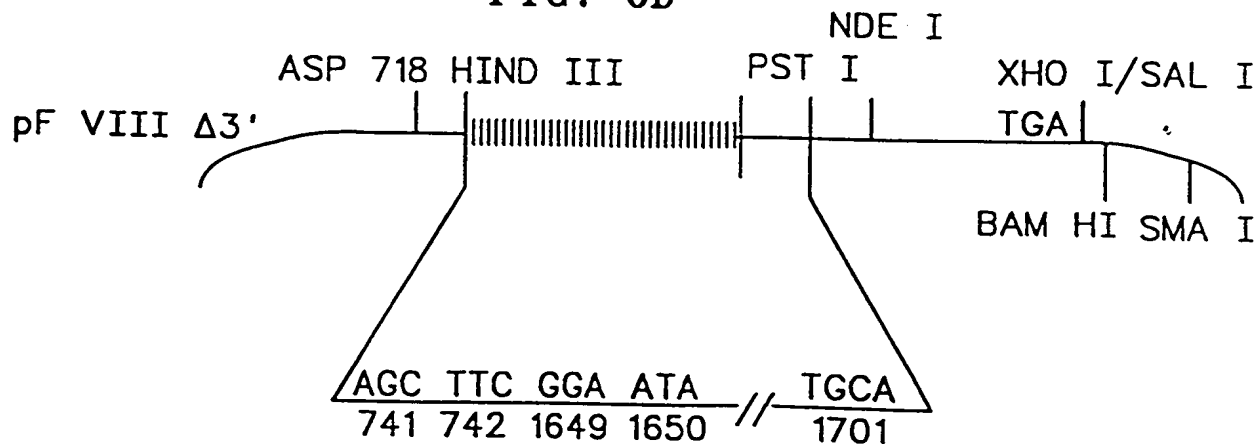 NDE I
ASP 718 HIND III PST I XHO I/SAL I
pF VIII Δ3' TGA
BAM HI SMA I
AGC TTC GGA ATA // TGCA
741 742 1649 1650 1701